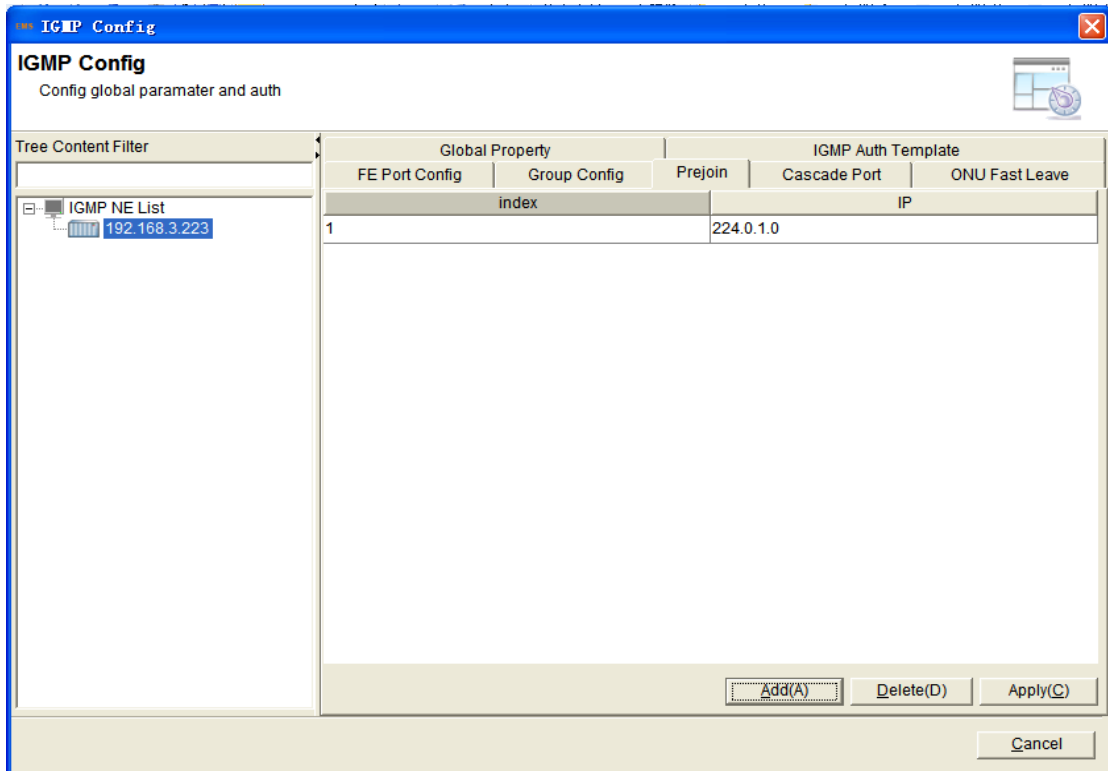 EMS IGMP Config
IGMP Config
Config global paramater and auth
Tree Content Filter
IGMP NE List
192.168.3.223
Global Property IGMP Auth Template
FE Port Config Group Config Prejoin Cascade Port ONU Fast Leave
index IP
1 224.0.1.0
Add(A) Delete(D) Apply(C)
Cancel